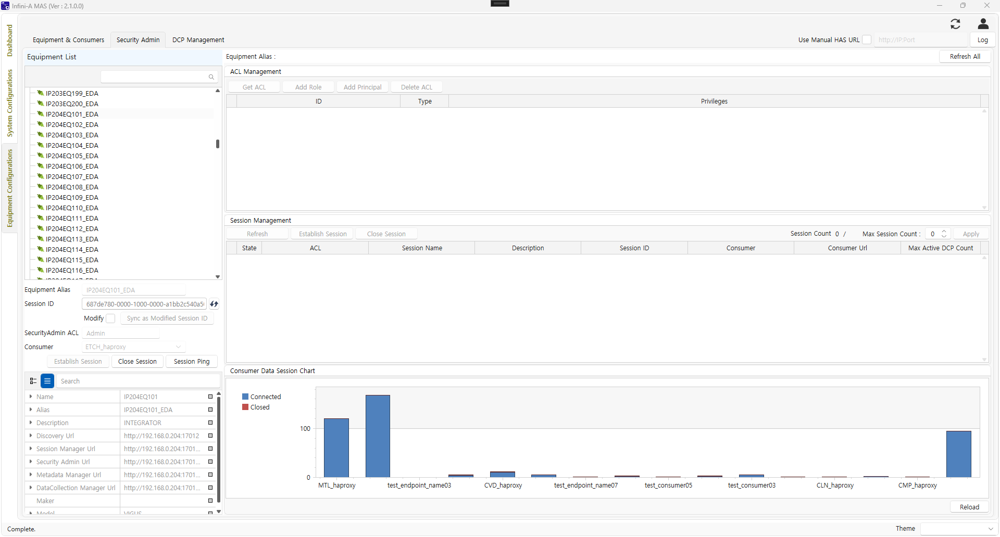 Infini-A MAS (Ver : 2.1.0.0)
Dashboard
System Configurations
Equipment Configurations
Equipment & Consumers
Security Admin
DCP Management
Use Manual HAS URL
http://IP:Port
Log
Equipment List
Equipment Alias :
Refresh All
IP203EQ199_EDA
IP203EQ200_EDA
IP204EQ101_EDA
IP204EQ102_EDA
IP204EQ103_EDA
IP204EQ104_EDA
IP204EQ105_EDA
IP204EQ106_EDA
IP204EQ107_EDA
IP204EQ108_EDA
IP204EQ109_EDA
IP204EQ110_EDA
IP204EQ111_EDA
IP204EQ112_EDA
IP204EQ113_EDA
IP204EQ114_EDA
IP204EQ115_EDA
IP204EQ116_EDA
Equipment Alias IP204EQ101_EDA
Session ID 687de780-0000-1000-0000-a1bb2c540a5
Modify Sync as Modified Session ID
SecurityAdmin ACL Admin
Consumer ETCH_haproxy
Establish Session Close Session Session Ping
Search
Name IP204EQ101
Alias IP204EQ101_EDA
Description INTEGRATOR
Discovery Url http://192.168.0.204:17012
Session Manager Url http://192.168.0.204:1701...
Security Admin Url http://192.168.0.204:1701...
Metadata Manager Url http://192.168.0.204:1701...
DataCollection Manager Url http://192.168.0.204:1701...
Maker
Model VIGUS
ACL Management
Get ACL Add Role Add Principal Delete ACL
ID Type Privileges
Session Management
Refresh Establish Session Close Session Session Count 0 / Max Session Count : 0 Apply
State ACL Session Name Description Session ID Consumer Consumer Url Max Active DCP Count
Consumer Data Session Chart
Connected
Closed
100
0
MTL_haproxy test_endpoint_name03 CVD_haproxy test_endpoint_name07 test_consumer05 test_consumer03 CLN_haproxy CMP_haproxy
Reload
Complete.
Theme